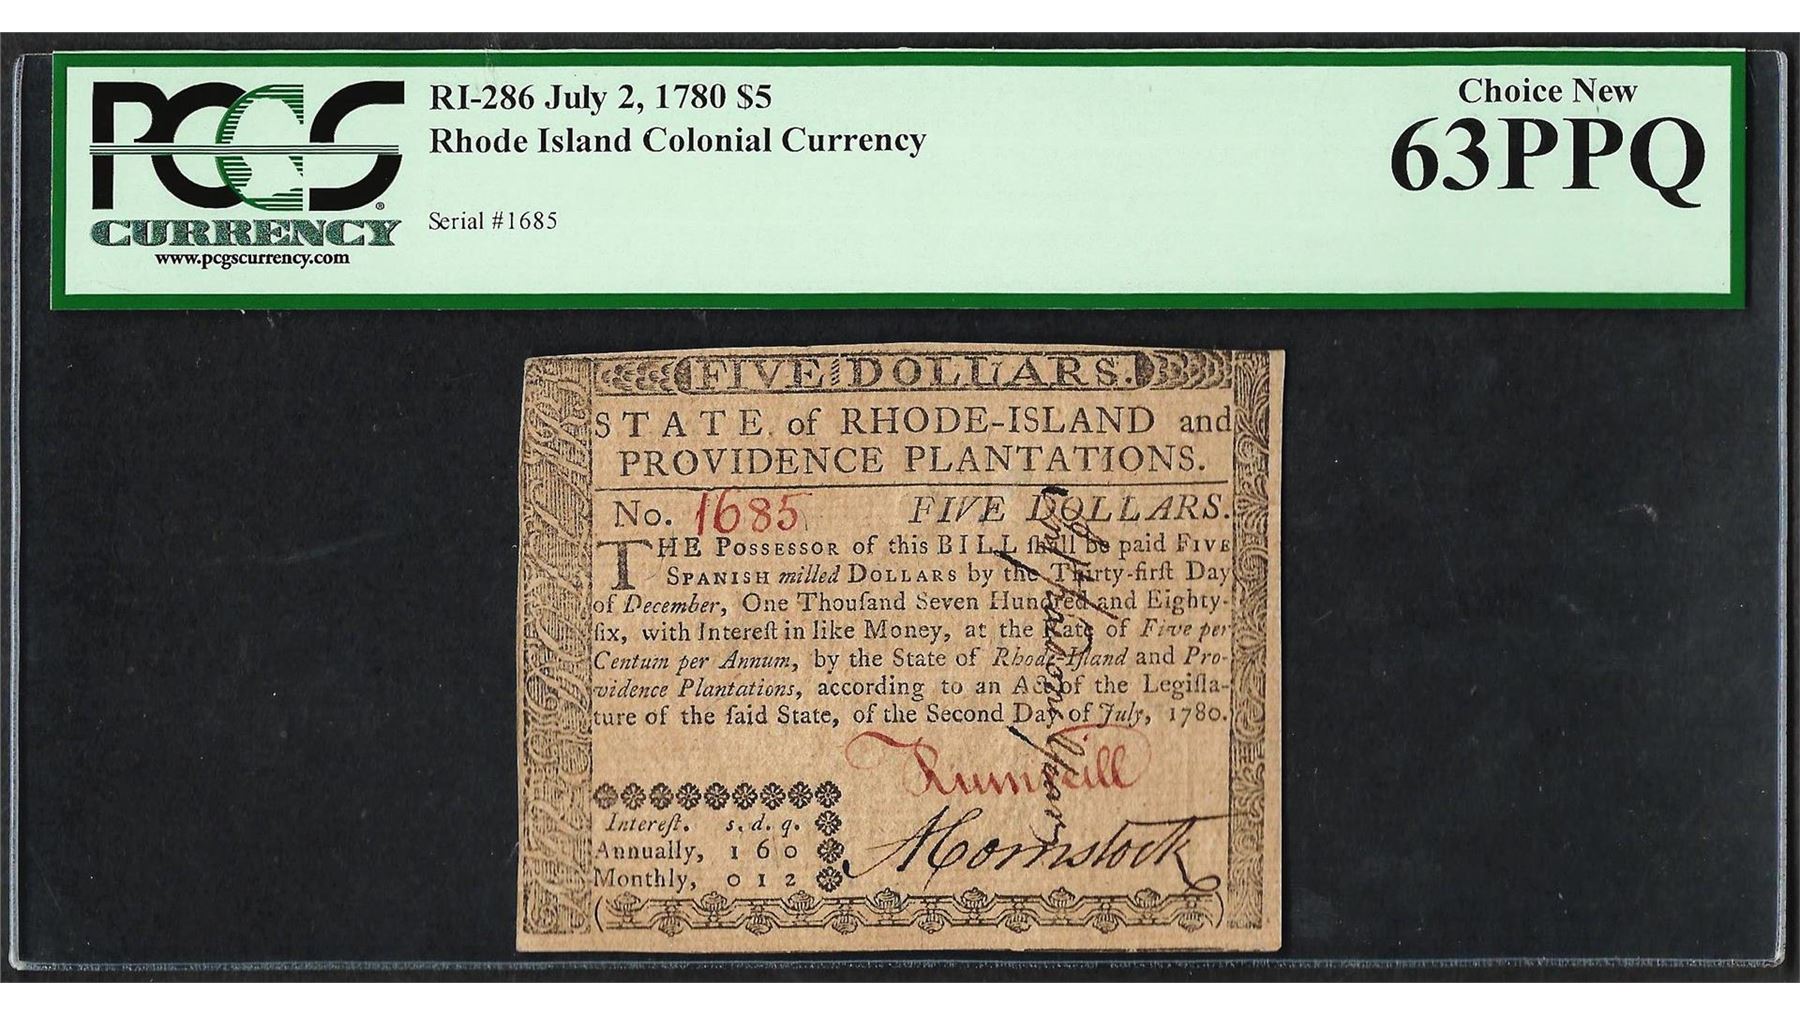 PCGS
CURRENCY
www.pcgscurrency.com
RI-286 July 2, 1780 $5
Rhode Island Colonial Currency
Serial #1685
Choice New
63PPQ
FIVE DOLLARS.
STATE of RHODE-ISLAND and
PROVIDENCE PLANTATIONS.
No. 1685 FIVE DOLLARS.
THE POSSESSOR of this BILL ſhall be paid FIVE
SPANISH milled DOLLARS by the Thirty-firſt Day
of December, One Thouſand Seven Hundred and Eighty-
ſix, with Intereſt in like Money, at the Rate of Five per
Centum per Annum, by the State of Rhode-Iſland and Pro-
vidence Plantations, according to an Act of the Legiſla-
ture of the ſaid State, of the Second Day of July, 1780.
Rumreill
A Comstock
Intereſt. s. d. q.
Annually, 1 6 0
Monthly, 0 1 2